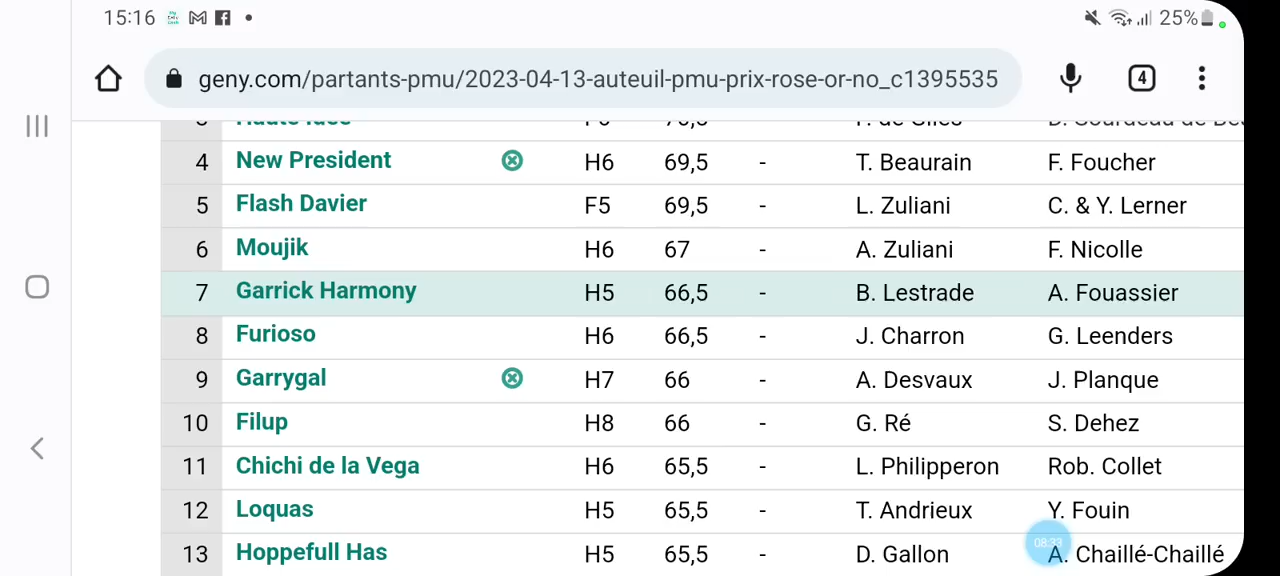 15:16 25%
geny.com/partants-pmu/2023-04-13-auteuil-pmu-prix-rose-or-no_c1395535 4
4 New President H6 69,5 - T. Beaurain F. Foucher
5 Flash Davier F5 69,5 - L. Zuliani C. & Y. Lerner
6 Moujik H6 67 - A. Zuliani F. Nicolle
7 Garrick Harmony H5 66,5 - B. Lestrade A. Fouassier
8 Furioso H6 66,5 - J. Charron G. Leenders
9 Garrygal H7 66 - A. Desvaux J. Planque
10 Filup H8 66 - G. Ré S. Dehez
11 Chichi de la Vega H6 65,5 - L. Philipperon Rob. Collet
12 Loquas H5 65,5 - T. Andrieux Y. Fouin
13 Hoppefull Has H5 65,5 - D. Gallon A. Chaillé-Chaillé
08:33